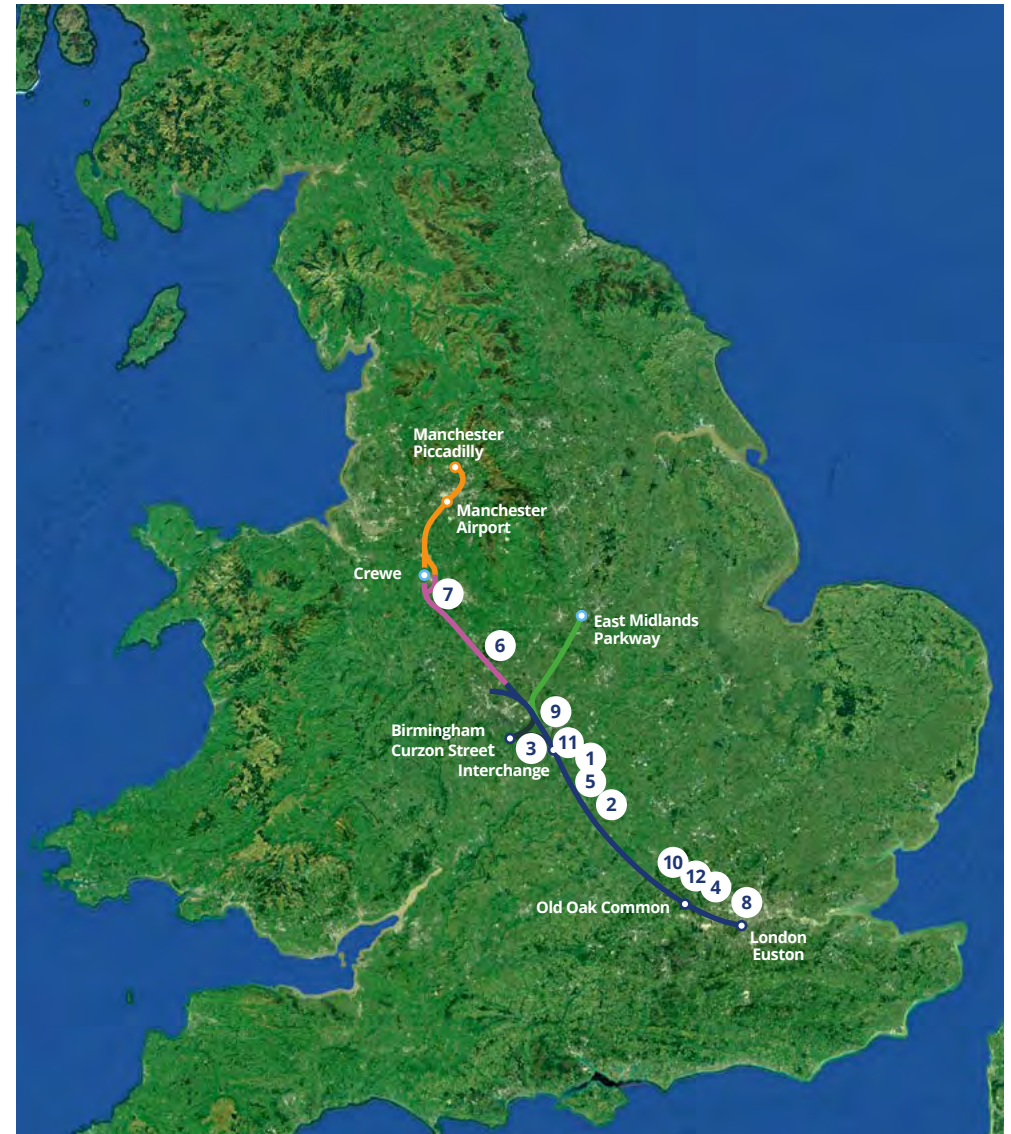 Manchester
Piccadilly
Manchester
Airport
Crewe
7
East Midlands
Parkway
6
9
Birmingham
Curzon Street
3
11
Interchange
1
5
2
10
12
4
8
Old Oak Common
London
Euston